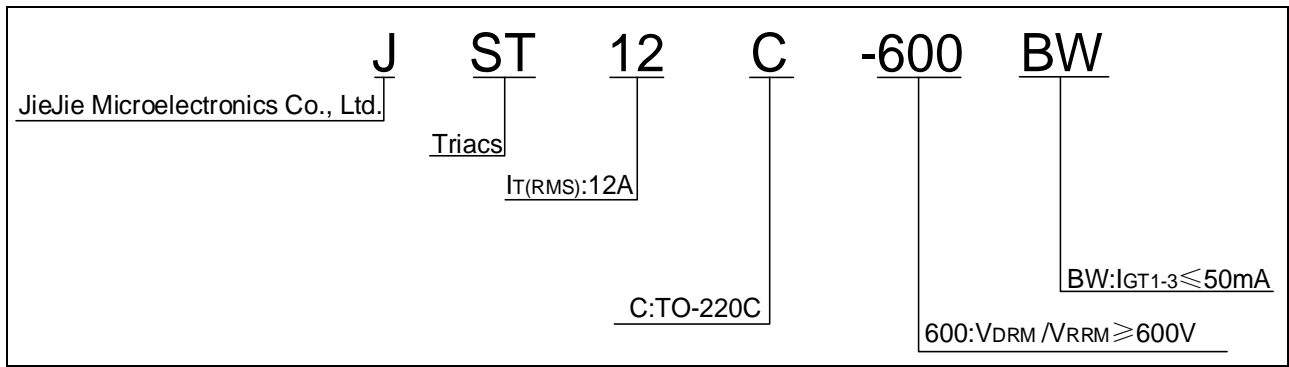 J ST 12 C -600 BW
JieJie Microelectronics Co., Ltd.
Triacs
IT(RMS):12A
BW:IGT1-3≤50mA
C:TO-220C
600:VDRM /VRRM≥600V